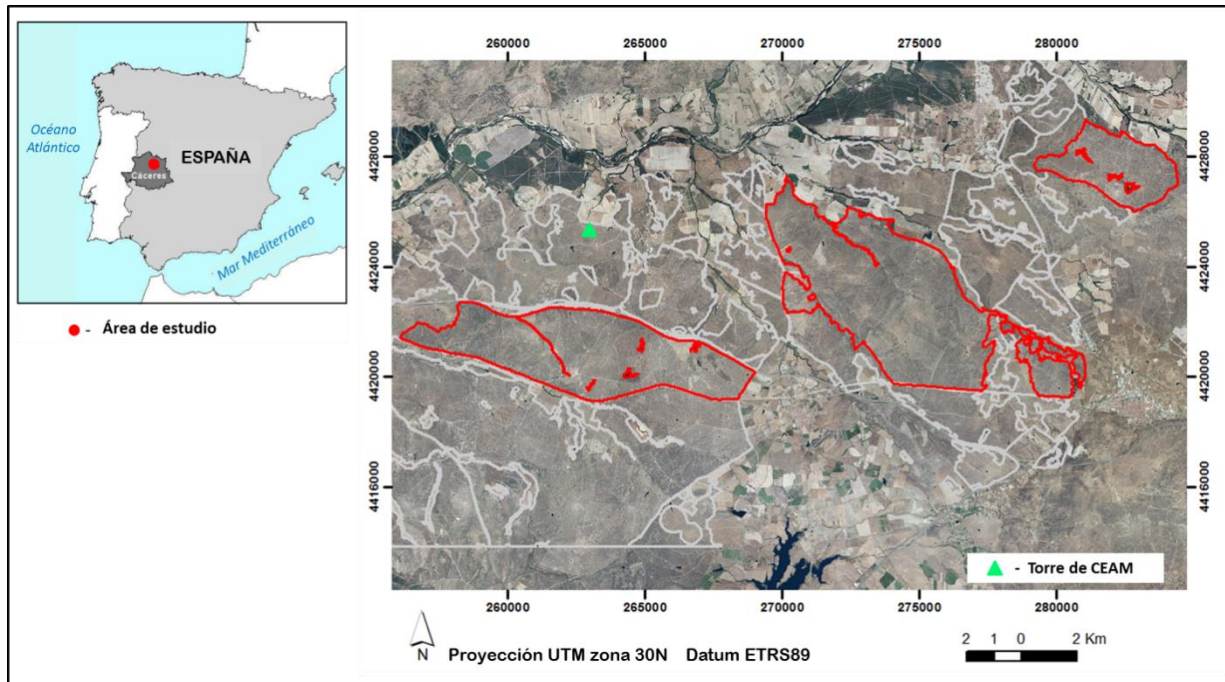 Océano
Atlántico
ESPAÑA
Cáceres
Mar Mediterráneo
- Área de estudio
260000 265000 270000 275000 280000
4428000 4428000
4424000 4424000
4420000 4420000
4416000 4416000
- Torre de CEAM
260000 265000 270000 275000 280000
N
Proyección UTM zona 30N Datum ETRS89
2 1 0 2 Km